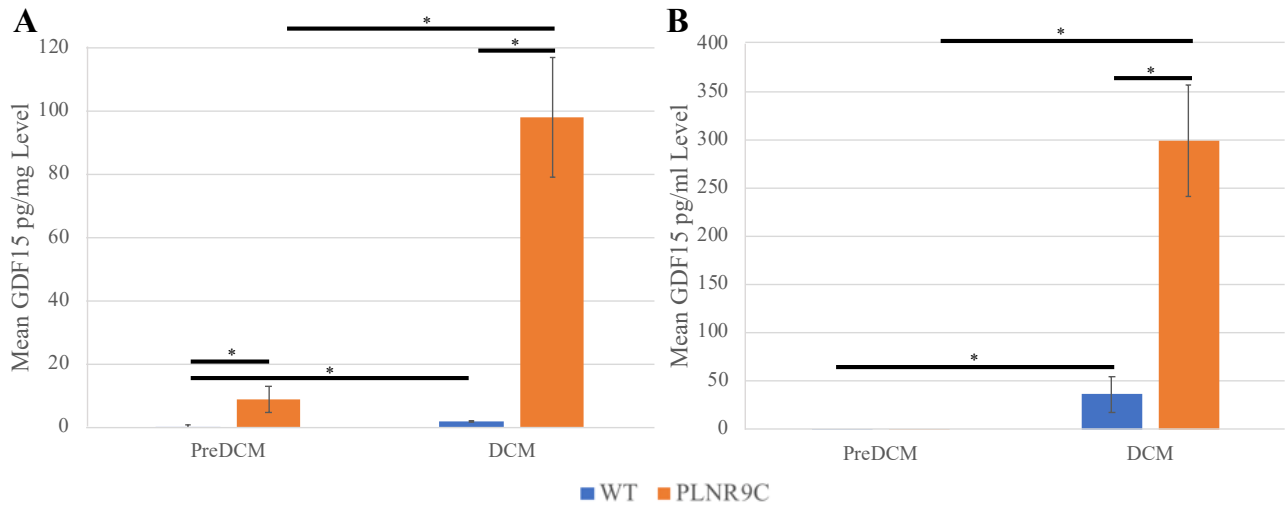 A
Mean GDF15 pg/mg Level
120
100
80
60
40
20
0
*
*
*
*
PreDCM
DCM
B
Mean GDF15 pg/ml Level
400
350
300
250
200
150
100
50
0
*
*
*
PreDCM
DCM
WT PLNR9C